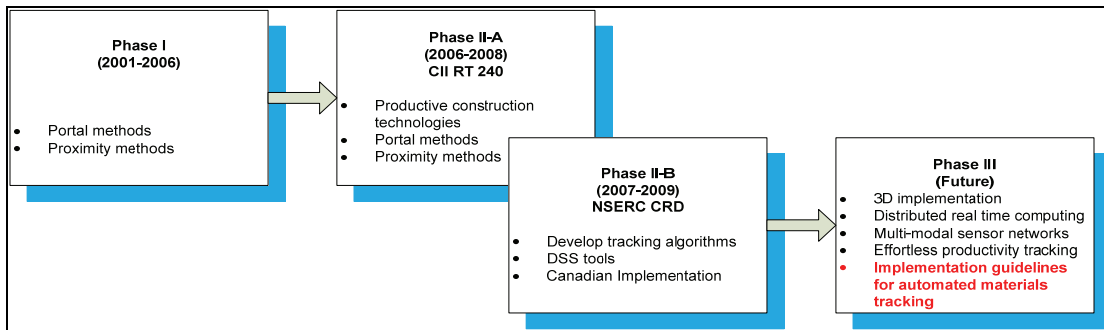 Phase I
(2001-2006)
• Portal methods
• Proximity methods
Phase II-A
(2006-2008)
CII RT 240
• Productive construction
technologies
• Portal methods
• Proximity methods
Phase II-B
(2007-2009)
NSERC CRD
• Develop tracking algorithms
• DSS tools
• Canadian Implementation
Phase III
(Future)
• 3D implementation
• Distributed real time computing
• Multi-modal sensor networks
• Effortless productivity tracking
• Implementation guidelines
for automated materials
tracking